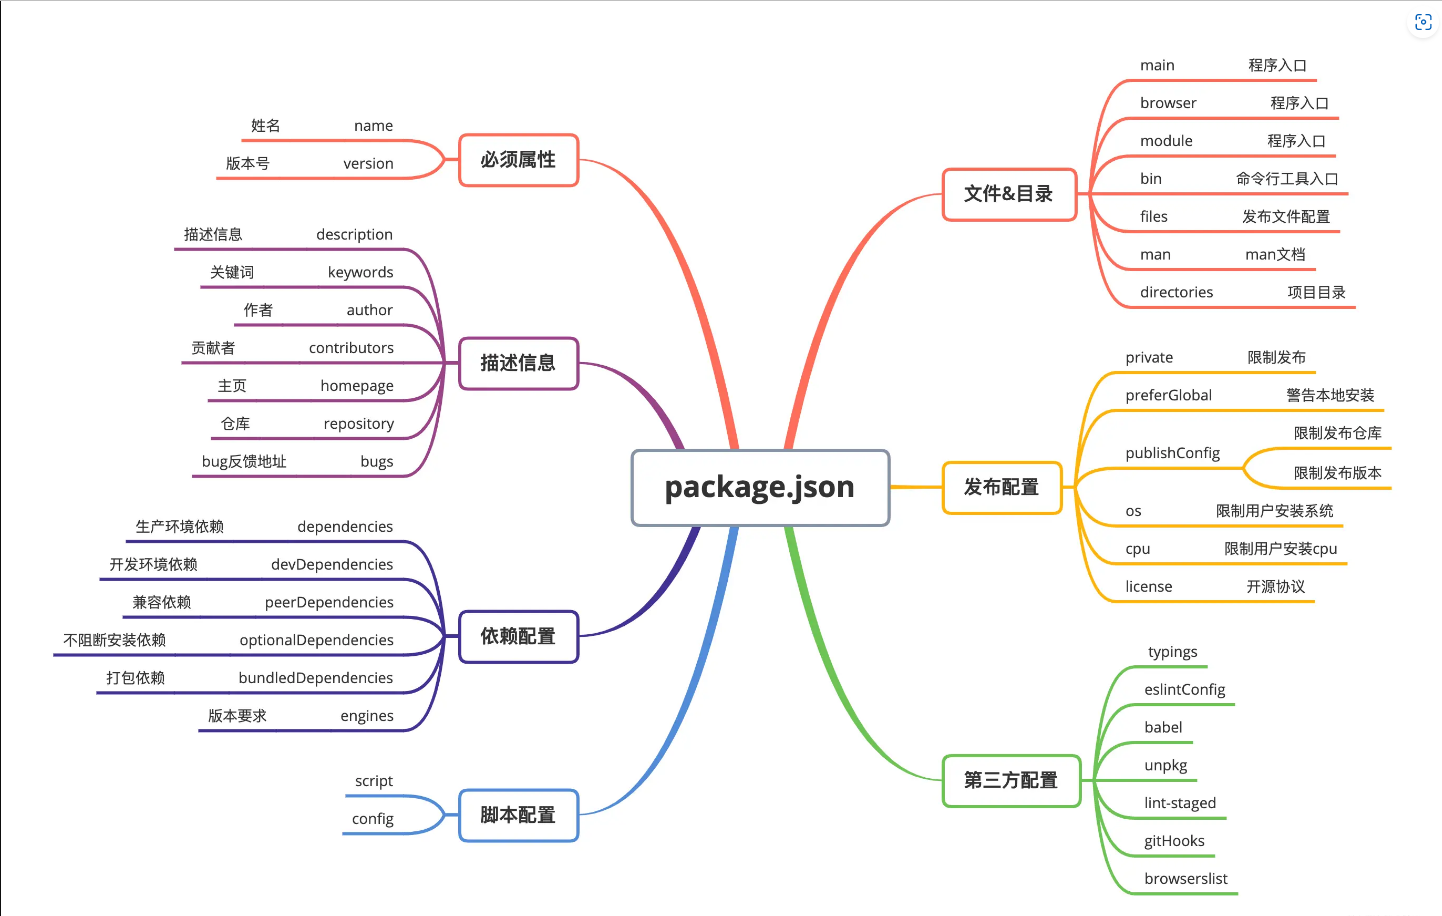 package.json
必须属性
name 姓名
version 版本号
描述信息
description 描述信息
keywords 关键词
author 作者
contributors 贡献者
homepage 主页
repository 仓库
bugs bug反馈地址
依赖配置
dependencies 生产环境依赖
devDependencies 开发环境依赖
peerDependencies 兼容依赖
optionalDependencies 不阻断安装依赖
bundledDependencies 打包依赖
engines 版本要求
脚本配置
script
config
文件&目录
main 程序入口
browser 程序入口
module 程序入口
bin 命令行工具入口
files 发布文件配置
man man文档
directories 项目目录
发布配置
private 限制发布
preferGlobal 警告本地安装
publishConfig
限制发布仓库
限制发布版本
os 限制用户安装系统
cpu 限制用户安装cpu
license 开源协议
第三方配置
typings
eslintConfig
babel
unpkg
lint-staged
gitHooks
browserslist